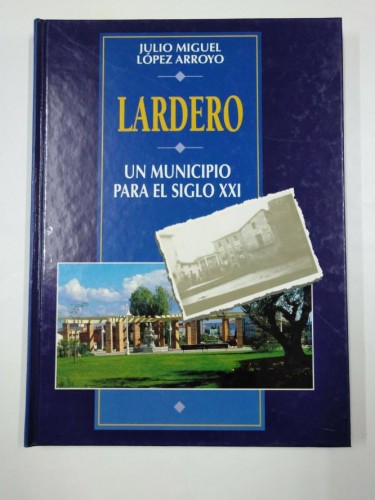 JULIO MIGUEL
LÓPEZ ARROYO
LARDERO
UN MUNICIPIO
PARA EL SIGLO XXI